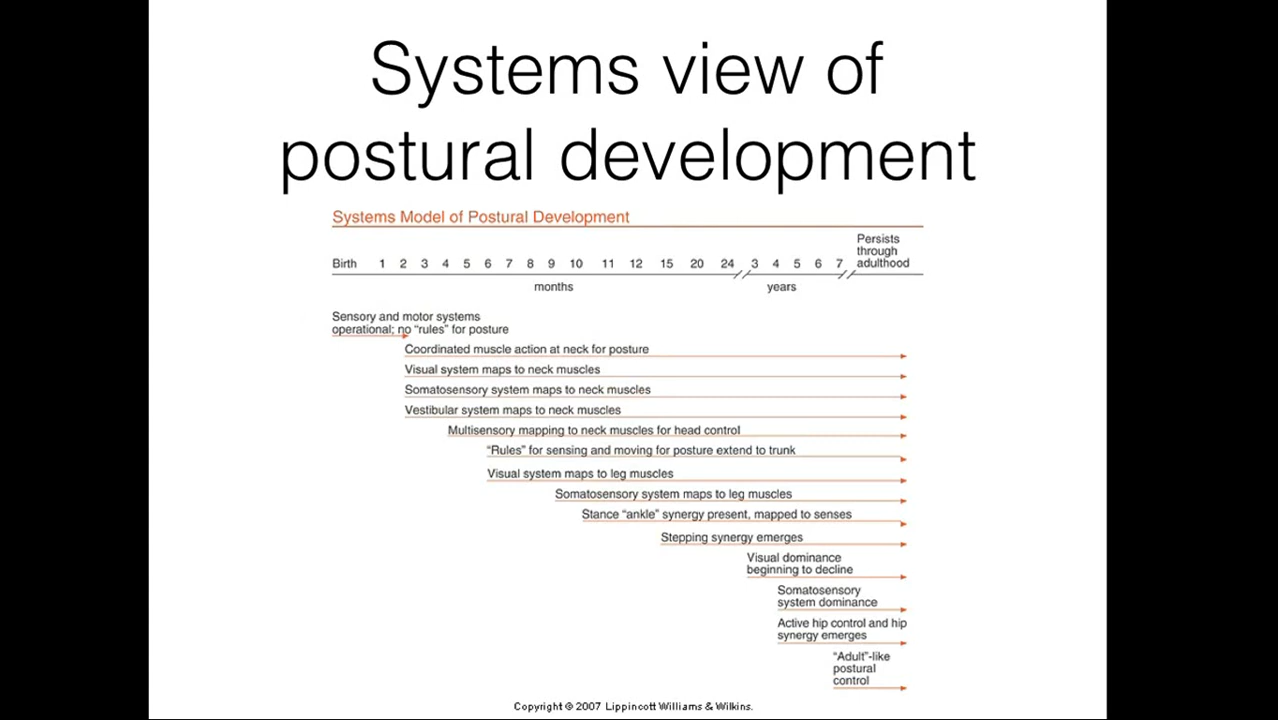 Systems view of
postural development
Systems Model of Postural Development
Persists
through
Birth 1 2 3 4 5 6 7 8 9 10 11 12 15 20 24 3 4 5 6 7 adulthood
months years
Sensory and motor systems
operational; no “rules” for posture
Coordinated muscle action at neck for posture
Visual system maps to neck muscles
Somatosensory system maps to neck muscles
Vestibular system maps to neck muscles
Multisensory mapping to neck muscles for head control
“Rules” for sensing and moving for posture extend to trunk
Visual system maps to leg muscles
Somatosensory system maps to leg muscles
Stance “ankle” synergy present, mapped to senses
Stepping synergy emerges
Visual dominance
beginning to decline
Somatosensory
system dominance
Active hip control and hip
synergy emerges
“Adult”-like
postural
control
Copyright © 2007 Lippincott Williams & Wilkins.